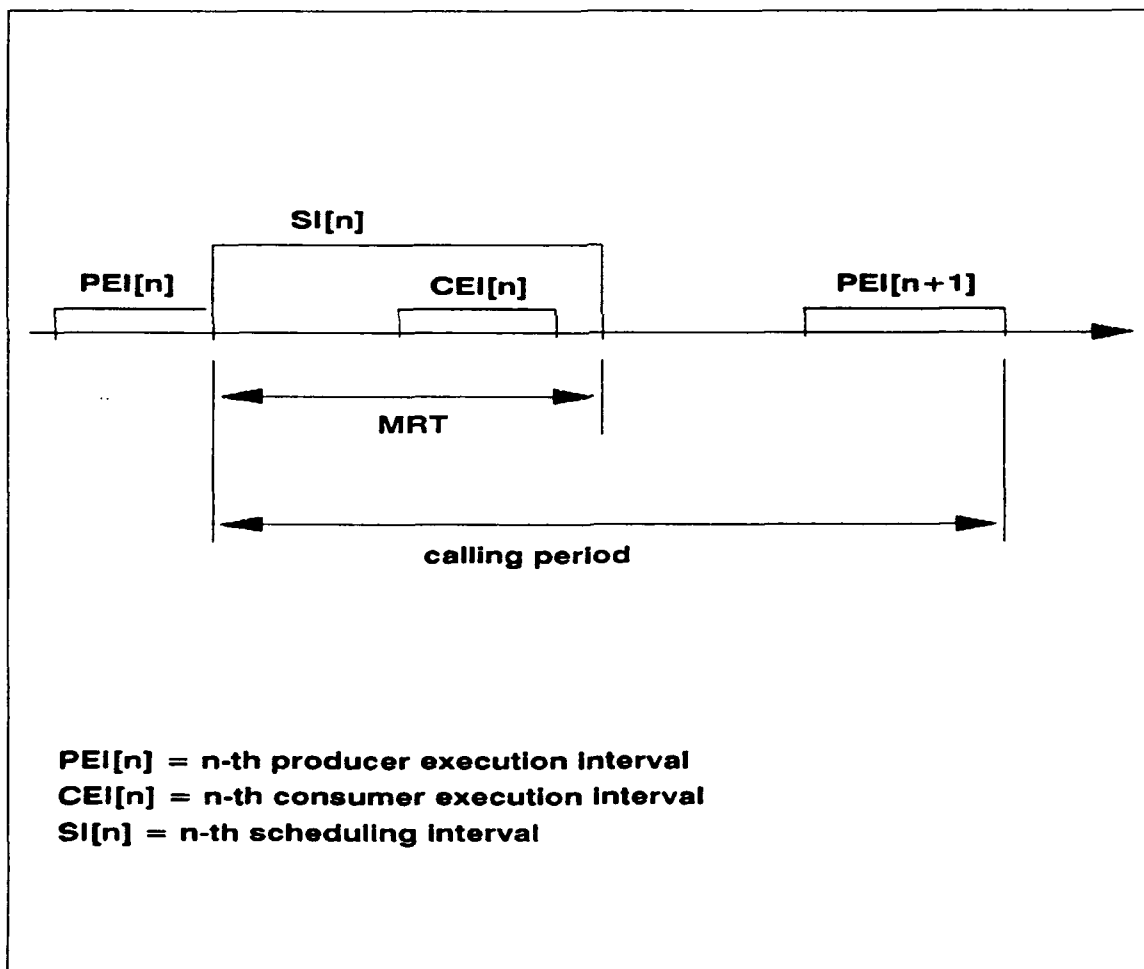 SI[n]
PEI[n]
CEI[n]
PEI[n+1]
MRT
calling period
PEI[n] = n-th producer execution interval
CEI[n] = n-th consumer execution interval
SI[n] = n-th scheduling interval